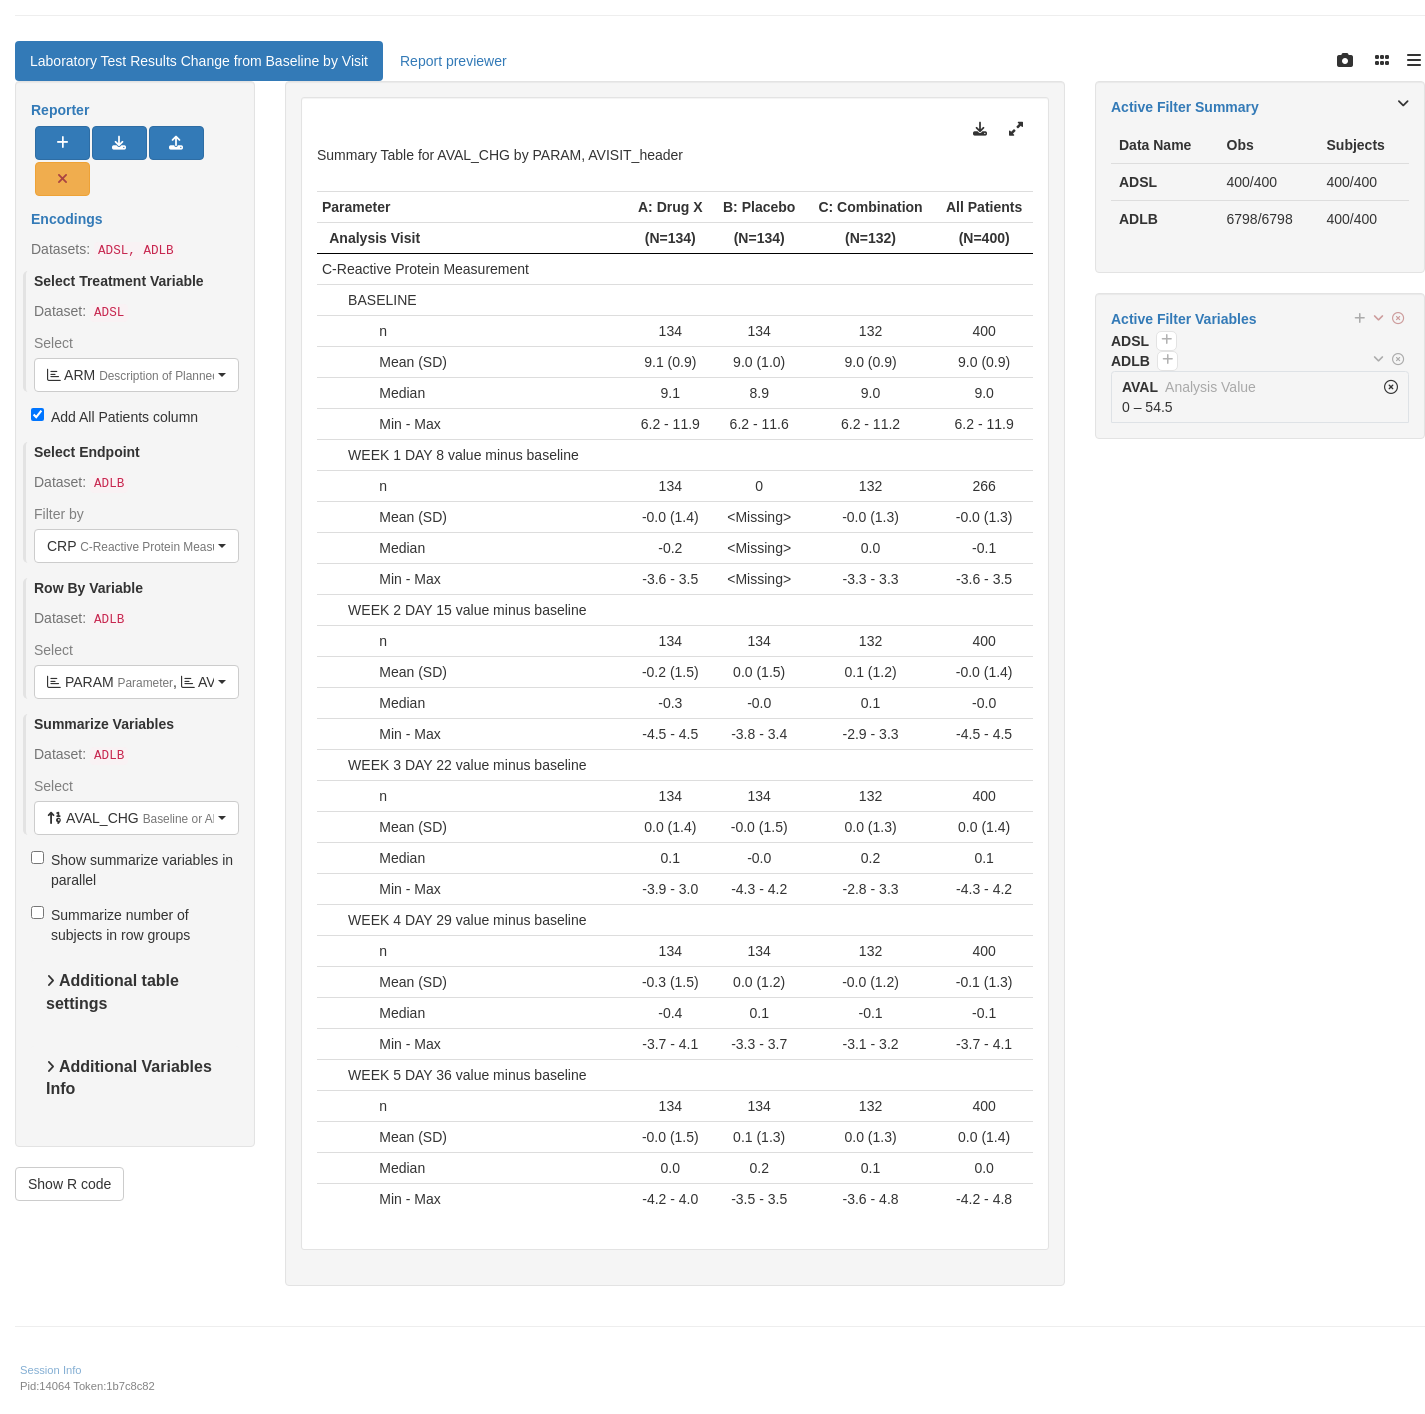 Laboratory Test Results Change from Baseline by Visit
Report previewer
Reporter
Encodings
Datasets: ADSL, ADLB
Select Treatment Variable
Dataset: ADSL
Select
ARM Description of Planned
Add All Patients column
Select Endpoint
Dataset: ADLB
Filter by
CRP C-Reactive Protein Meas
Row By Variable
Dataset: ADLB
Select
PARAM Parameter, AV
Summarize Variables
Dataset: ADLB
Select
AVAL_CHG Baseline or A
Show summarize variables in
parallel
Summarize number of
subjects in row groups
Additional table
settings
Additional Variables
Info
Show R code
Summary Table for AVAL_CHG by PARAM, AVISIT_header
Parameter A: Drug X B: Placebo C: Combination All Patients
Analysis Visit (N=134) (N=134) (N=132) (N=400)
C-Reactive Protein Measurement
BASELINE
n 134 134 132 400
Mean (SD) 9.1 (0.9) 9.0 (1.0) 9.0 (0.9) 9.0 (0.9)
Median 9.1 8.9 9.0 9.0
Min - Max 6.2 - 11.9 6.2 - 11.6 6.2 - 11.2 6.2 - 11.9
WEEK 1 DAY 8 value minus baseline
n 134 0 132 266
Mean (SD) -0.0 (1.4) <Missing> -0.0 (1.3) -0.0 (1.3)
Median -0.2 <Missing> 0.0 -0.1
Min - Max -3.6 - 3.5 <Missing> -3.3 - 3.3 -3.6 - 3.5
WEEK 2 DAY 15 value minus baseline
n 134 134 132 400
Mean (SD) -0.2 (1.5) 0.0 (1.5) 0.1 (1.2) -0.0 (1.4)
Median -0.3 -0.0 0.1 -0.0
Min - Max -4.5 - 4.5 -3.8 - 3.4 -2.9 - 3.3 -4.5 - 4.5
WEEK 3 DAY 22 value minus baseline
n 134 134 132 400
Mean (SD) 0.0 (1.4) -0.0 (1.5) 0.0 (1.3) 0.0 (1.4)
Median 0.1 -0.0 0.2 0.1
Min - Max -3.9 - 3.0 -4.3 - 4.2 -2.8 - 3.3 -4.3 - 4.2
WEEK 4 DAY 29 value minus baseline
n 134 134 132 400
Mean (SD) -0.3 (1.5) 0.0 (1.2) -0.0 (1.2) -0.1 (1.3)
Median -0.4 0.1 -0.1 -0.1
Min - Max -3.7 - 4.1 -3.3 - 3.7 -3.1 - 3.2 -3.7 - 4.1
WEEK 5 DAY 36 value minus baseline
n 134 134 132 400
Mean (SD) -0.0 (1.5) 0.1 (1.3) 0.0 (1.3) 0.0 (1.4)
Median 0.0 0.2 0.1 0.0
Min - Max -4.2 - 4.0 -3.5 - 3.5 -3.6 - 4.8 -4.2 - 4.8
Active Filter Summary
Data Name Obs Subjects
ADSL 400/400 400/400
ADLB 6798/6798 400/400
Active Filter Variables
ADSL
ADLB
AVAL Analysis Value
0 – 54.5
Session Info
Pid:14064 Token:1b7c8c82